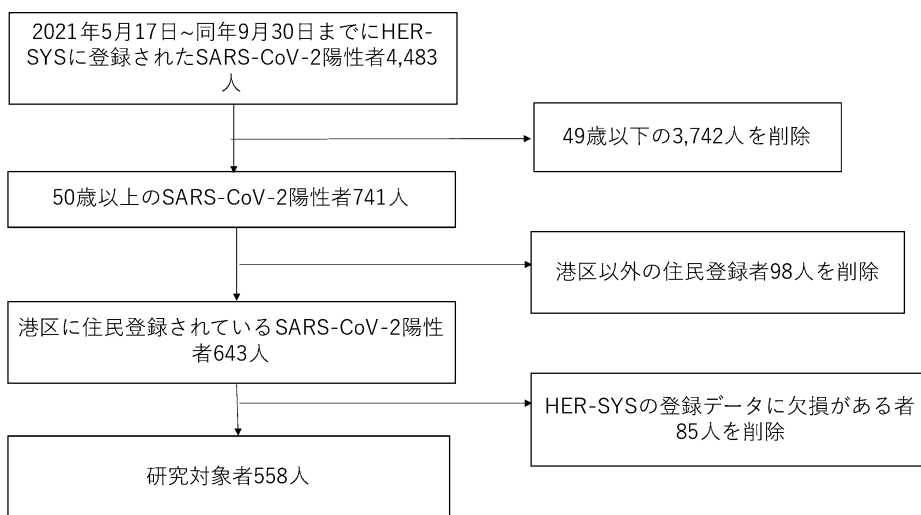 2021年5月17日~同年9月30日までにHER-
SYSに登録されたSARS-CoV-2陽性者4,483
人
49歳以下の3,742人を削除
50歳以上のSARS-CoV-2陽性者741人
港区以外の住民登録者98人を削除
港区に住民登録されているSARS-CoV-2陽性
者643人
HER-SYSの登録データに欠損がある者
85人を削除
研究対象者558人